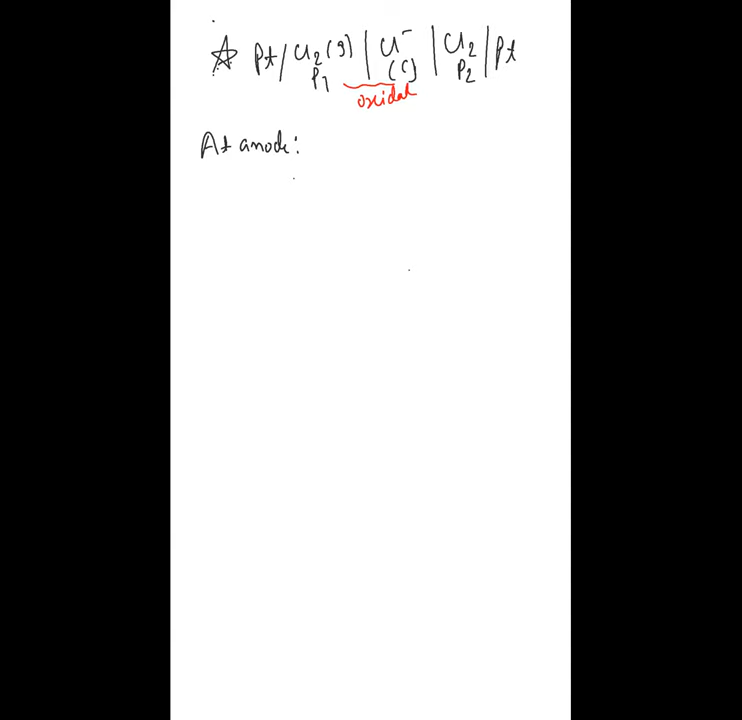 ☆ Pt/Cl2(g) | Cl- | Cl2 | Pt
P1 (C) P2
oxidat
At anode: